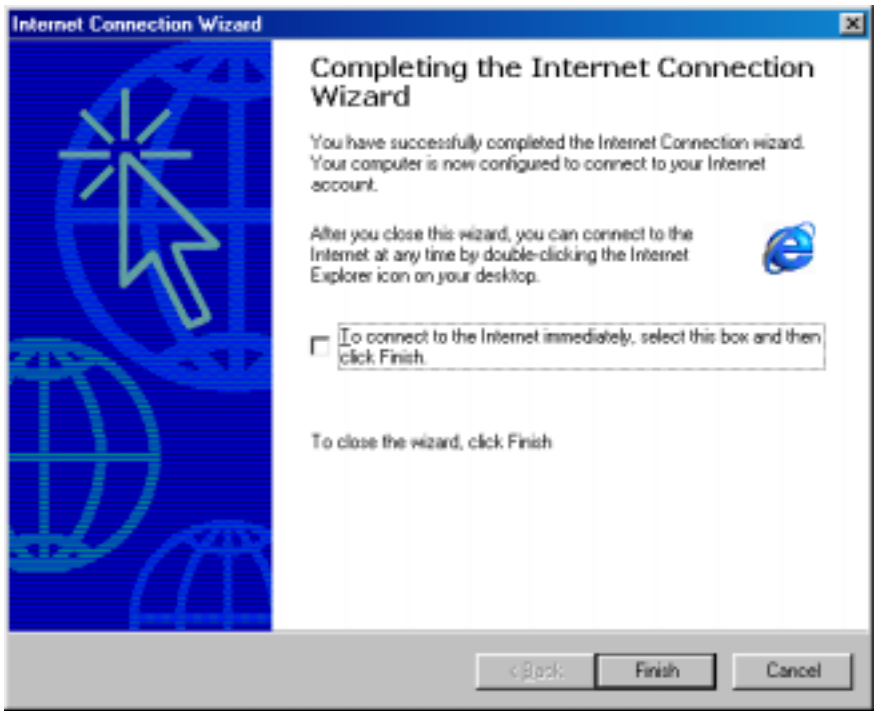 Internet Connection Wizard
Completing the Internet Connection
Wizard
You have successfully completed the Internet Connection wizard.
Your computer is now configured to connect to your Internet
account.
After you close this wizard, you can connect to the
Internet at any time by double-clicking the Internet
Explorer icon on your desktop.
To connect to the Internet immediately, select this box and then
click Finish.
To close the wizard, click Finish
< Back
Finish
Cancel